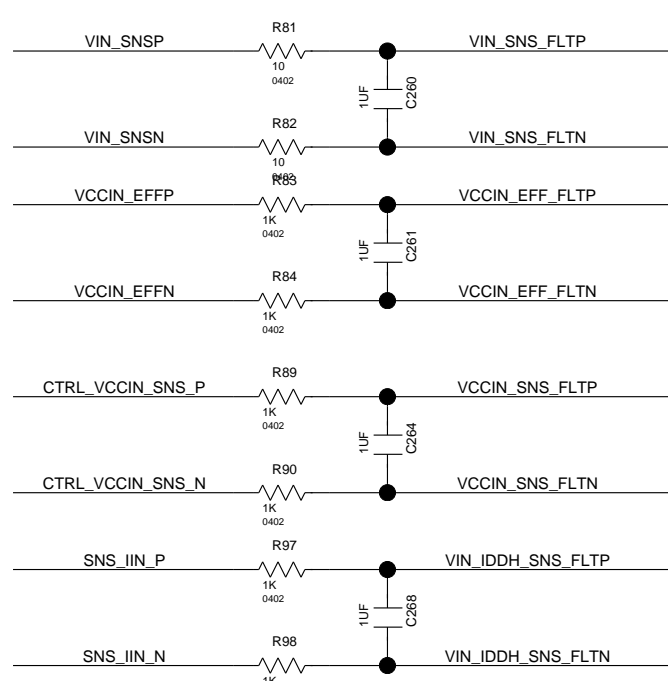 R81
VIN_SNSP
VIN_SNS_FLTP
10
0402
1UF
C260
R82
VIN_SNSN
VIN_SNS_FLTN
10
0402
R83
VCCIN_EFFP
VCCIN_EFF_FLTP
1K
0402
1UF
C261
R84
VCCIN_EFFN
VCCIN_EFF_FLTN
1K
0402
R89
CTRL_VCCIN_SNS_P
VCCIN_SNS_FLTP
1K
0402
1UF
C264
R90
CTRL_VCCIN_SNS_N
VCCIN_SNS_FLTN
1K
0402
R97
SNS_IIN_P
VIN_IDDH_SNS_FLTP
1K
0402
1UF
C268
R98
SNS_IIN_N
VIN_IDDH_SNS_FLTN
1K